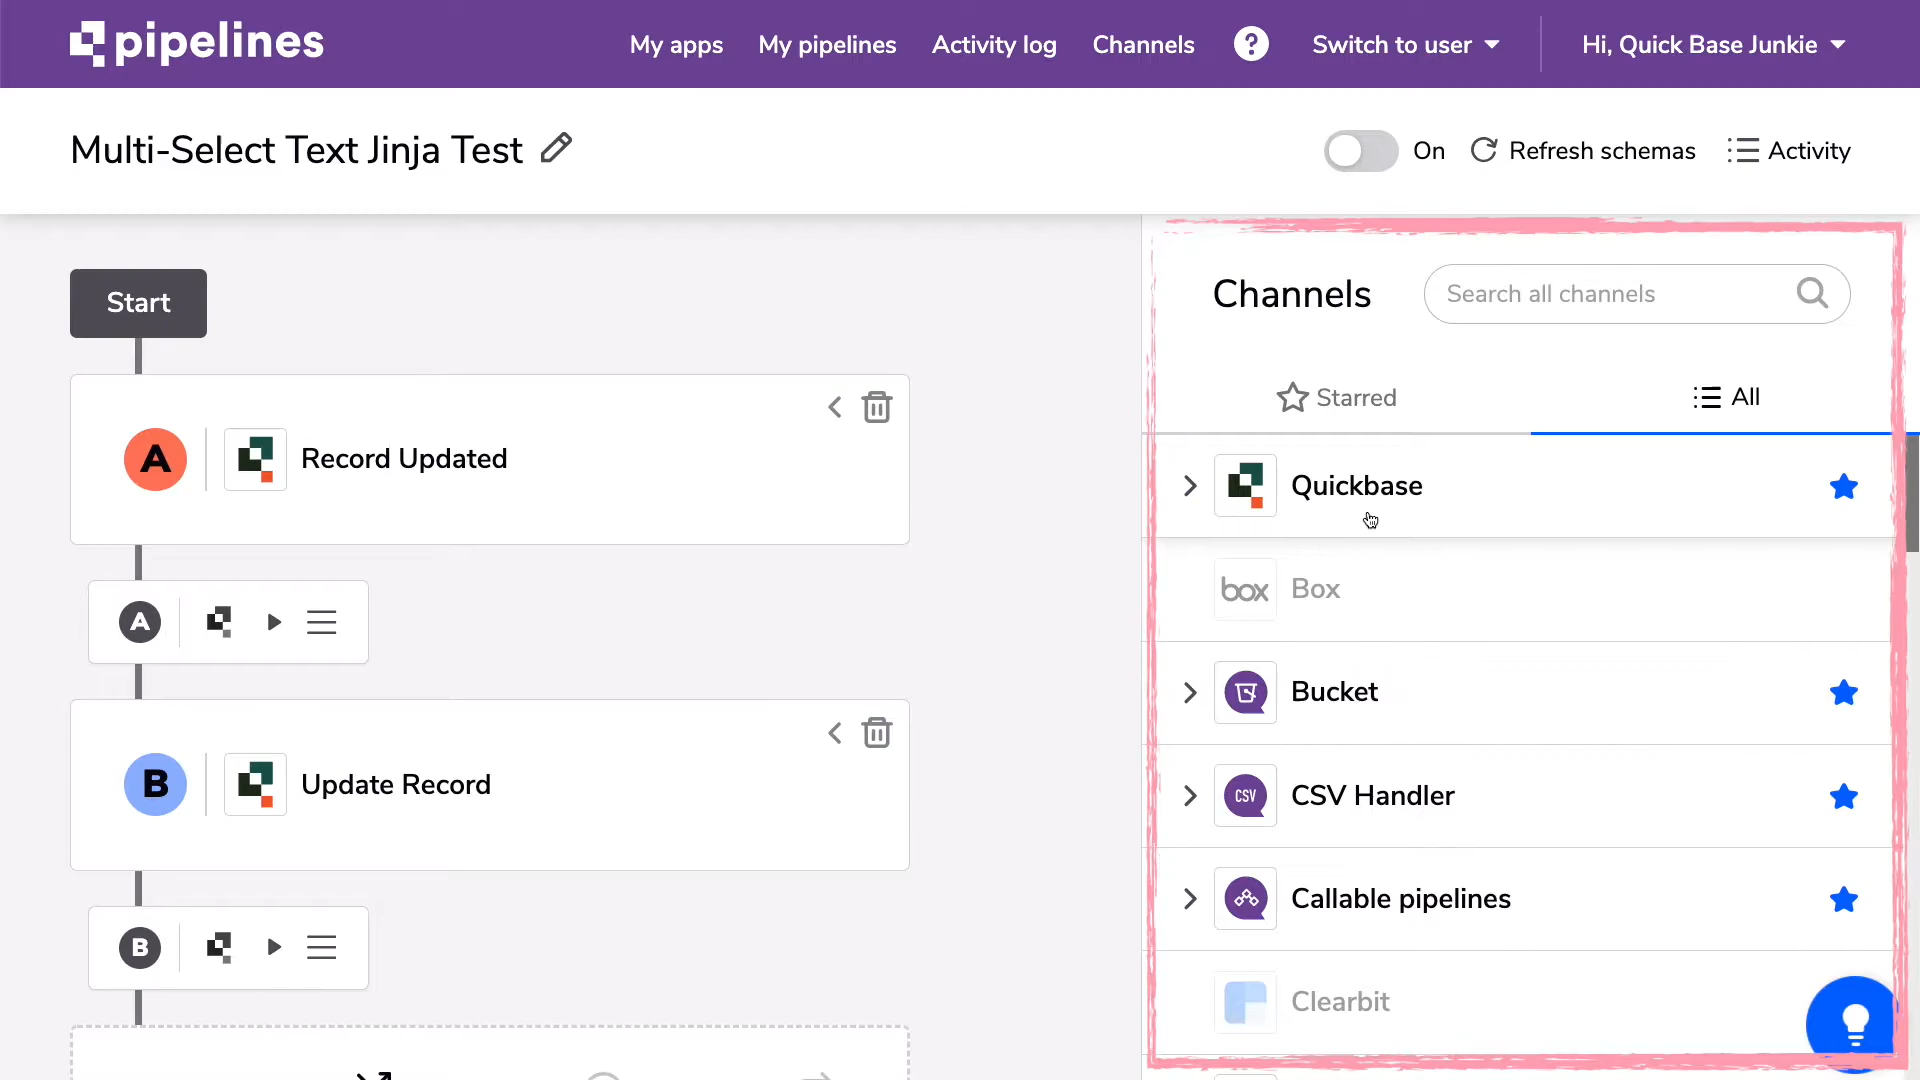 pipelines
My apps
My pipelines
Activity log
Channels
?
Switch to user
Hi, Quick Base Junkie
Multi-Select Text Jinja Test
On
Refresh schemas
Activity
Start
A
Record Updated
A
B
Update Record
B
Channels
Search all channels
Starred
All
Quickbase
box
Box
Bucket
CSV
CSV Handler
Callable pipelines
Clearbit